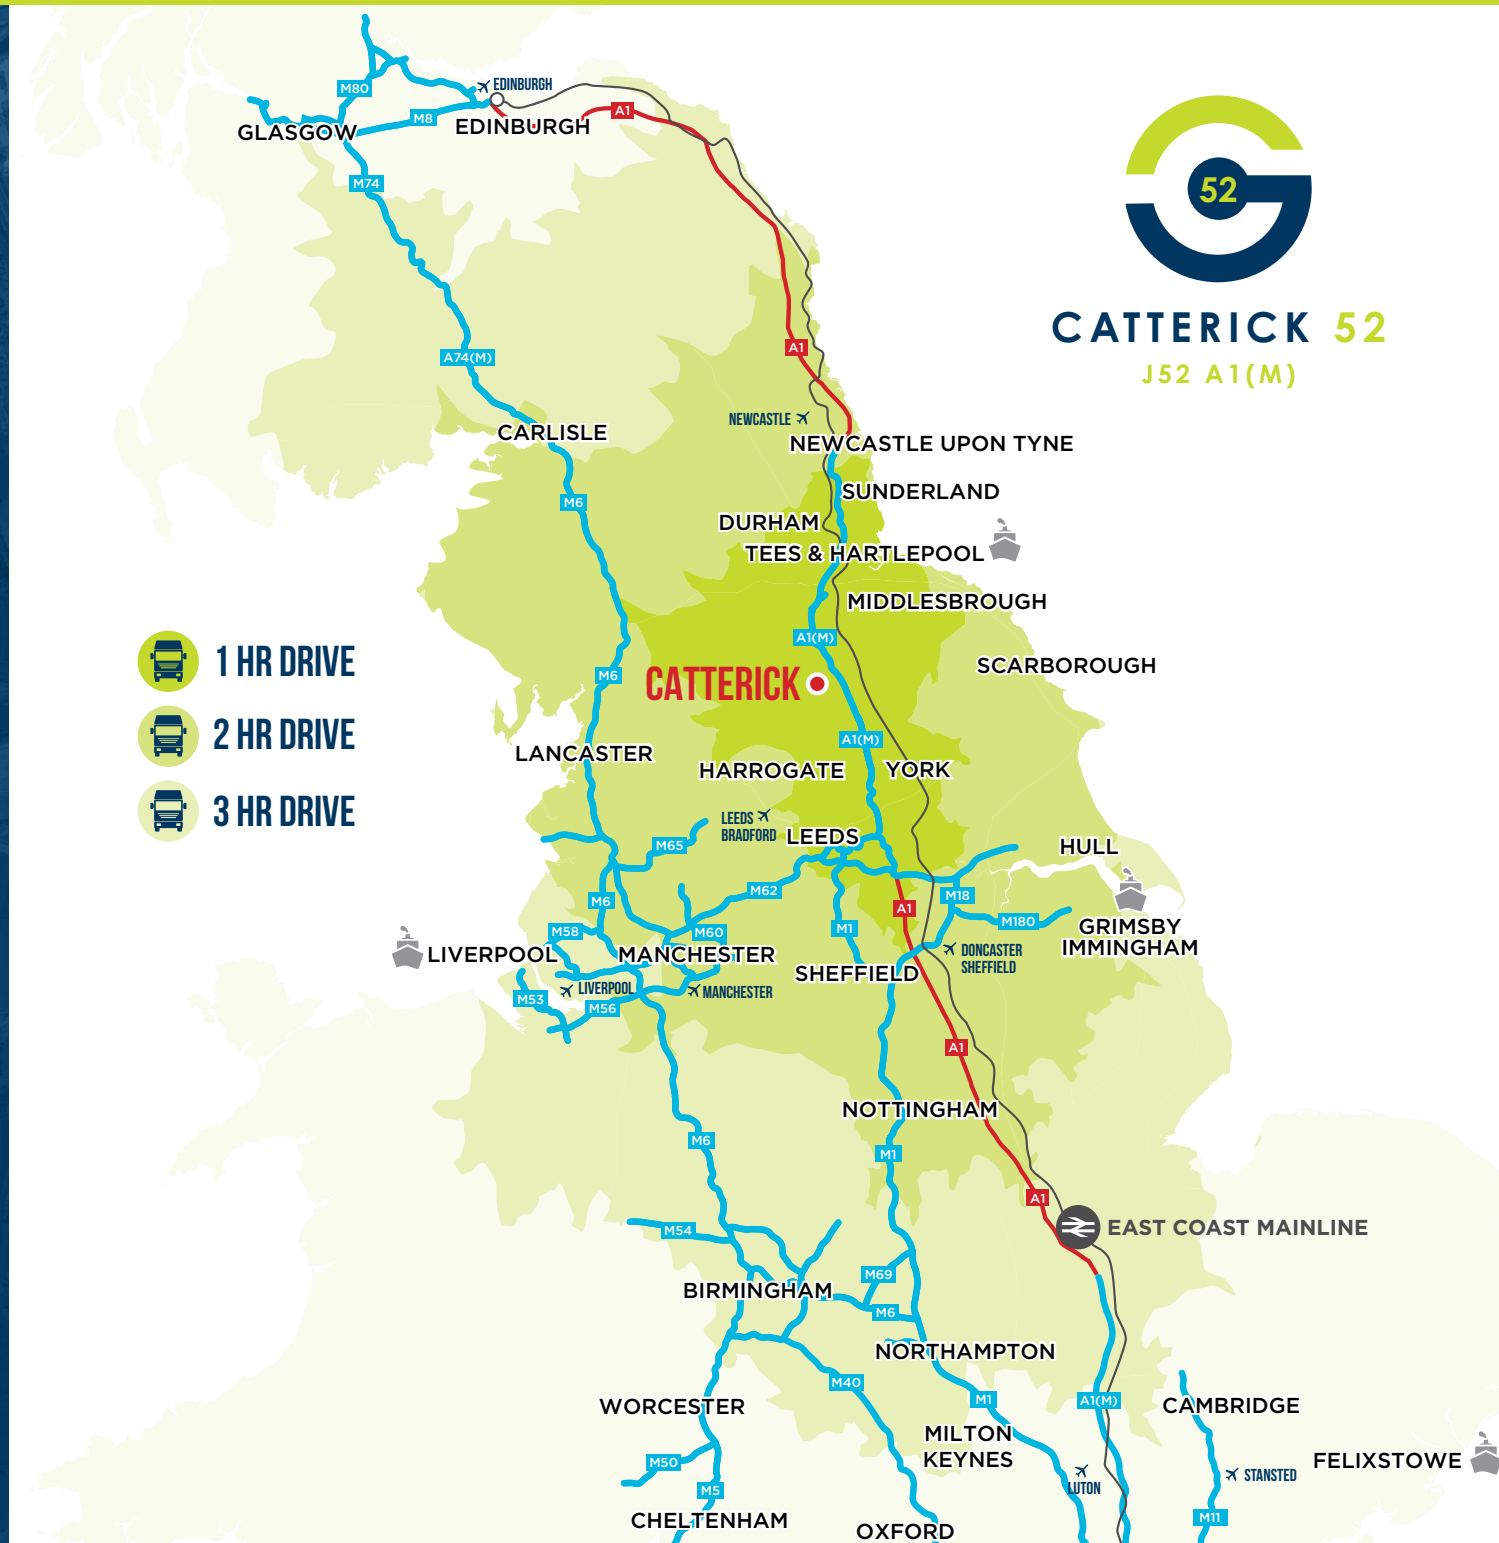 EDINBURGH
M80
A1
M8
EDINBURGH
GLASGOW
M74
52
CATTERICK 52
J52 A1(M)
A1
A74(M)
NEWCASTLE
CARLISLE
NEWCASTLE UPON TYNE
M6
SUNDERLAND
DURHAM
TEES & HARTLEPOOL
MIDDLESBROUGH
A1(M)
1 HR DRIVE
2 HR DRIVE
3 HR DRIVE
SCARBOROUGH
M6
CATTERICK
A1(M)
LANCASTER
HARROGATE
YORK
LEEDS
BRADFORD
LEEDS
M65
HULL
M62
M18
M6
A1
M180
M1
GRIMSBY
IMMINGHAM
M58
M60
LIVERPOOL
MANCHESTER
DONCASTER
SHEFFIELD
SHEFFIELD
LIVERPOOL
MANCHESTER
M53
M56
A1
NOTTINGHAM
M6
M1
A1
EAST COAST MAINLINE
M54
M69
BIRMINGHAM
M6
NORTHAMPTON
M40
M1
A1(M)
WORCESTER
CAMBRIDGE
MILTON
KEYNES
M50
FELIXSTOWE
STANSTED
LUTON
M5
M11
CHELTENHAM
OXFORD